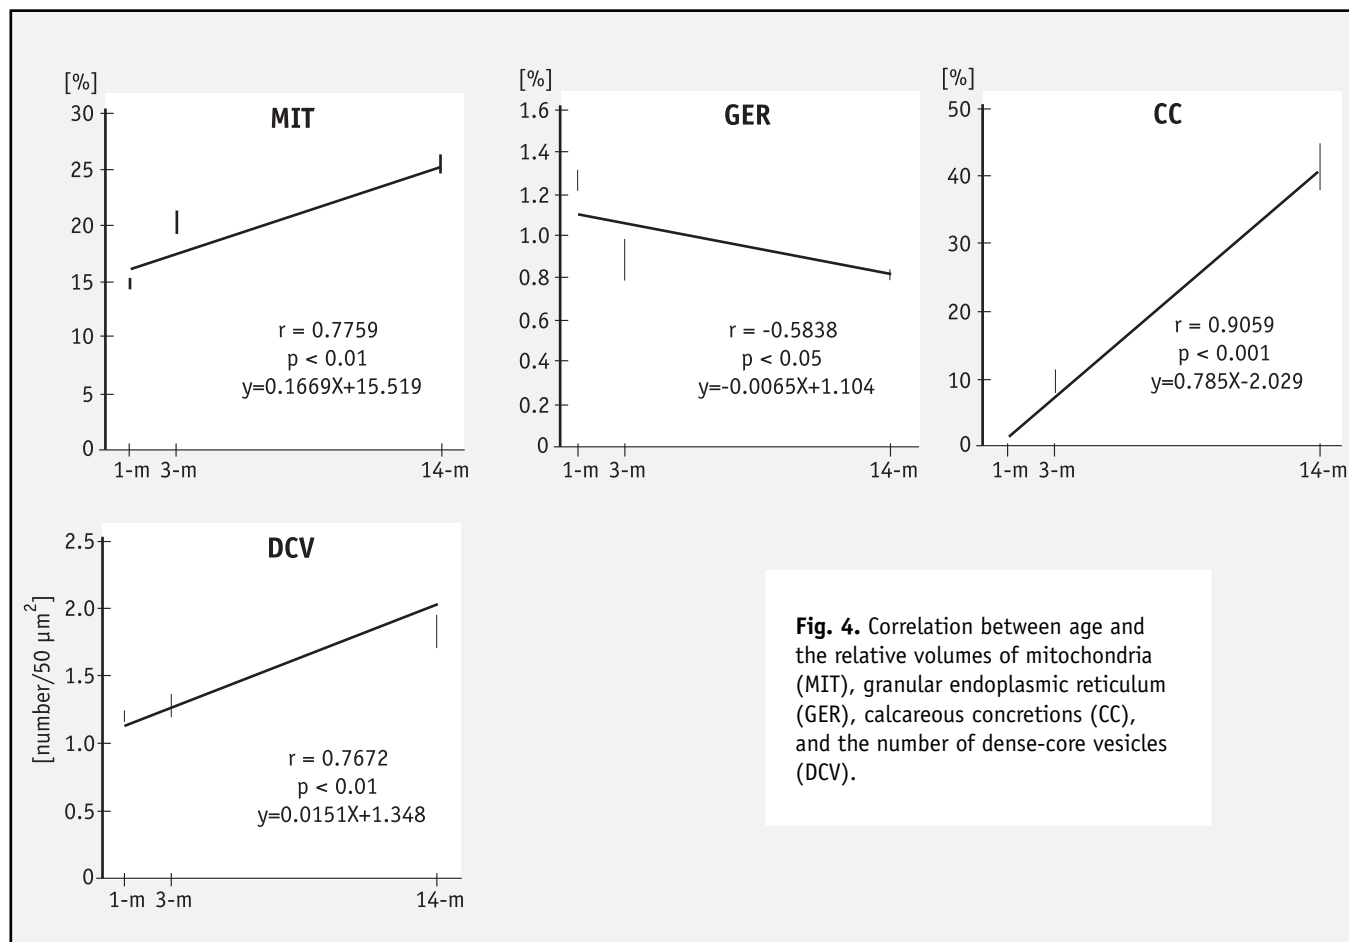 [%]
MIT
30
25
20
15
10
5
0
r = 0.7759
p < 0.01
y=0.1669X+15.519
1-m 3-m 14-m
[%]
GER
1.6
1.4
1.2
1.0
0.8
0.6
0.4
0.2
0
r = -0.5838
p < 0.05
y=-0.0065X+1.104
1-m 3-m 14-m
[%]
CC
50
40
30
20
10
0
r = 0.9059
p < 0.001
y=0.785X-2.029
1-m 3-m 14-m
DCV
[number/50 µm²]
2.5
2.0
1.5
1.0
0.5
0
r = 0.7672
p < 0.01
y=0.0151X+1.348
1-m 3-m 14-m
Fig. 4. Correlation between age and
the relative volumes of mitochondria
(MIT), granular endoplasmic reticulum
(GER), calcareous concretions (CC),
and the number of dense-core vesicles
(DCV).